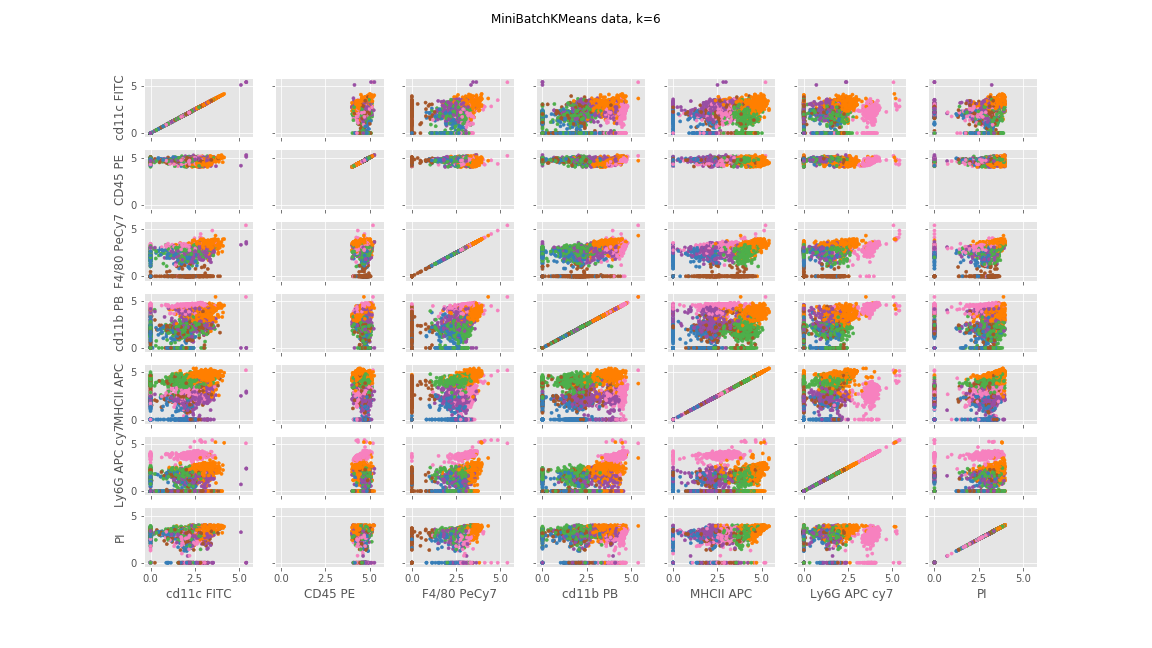 MiniBatchKMeans data, k=6
cd11c FITC
5
0
CD45 PE
5
0
F4/80 PeCy7
5
0
cd11b PB
5
0
MHCII APC
5
0
Ly6G APC cy7
5
0
PI
5
0
0.0 2.5 5.0 0.0 2.5 5.0 0.0 2.5 5.0 0.0 2.5 5.0 0.0 2.5 5.0 0.0 2.5 5.0 0.0 2.5 5.0
cd11c FITC CD45 PE F4/80 PeCy7 cd11b PB MHCII APC Ly6G APC cy7 PI